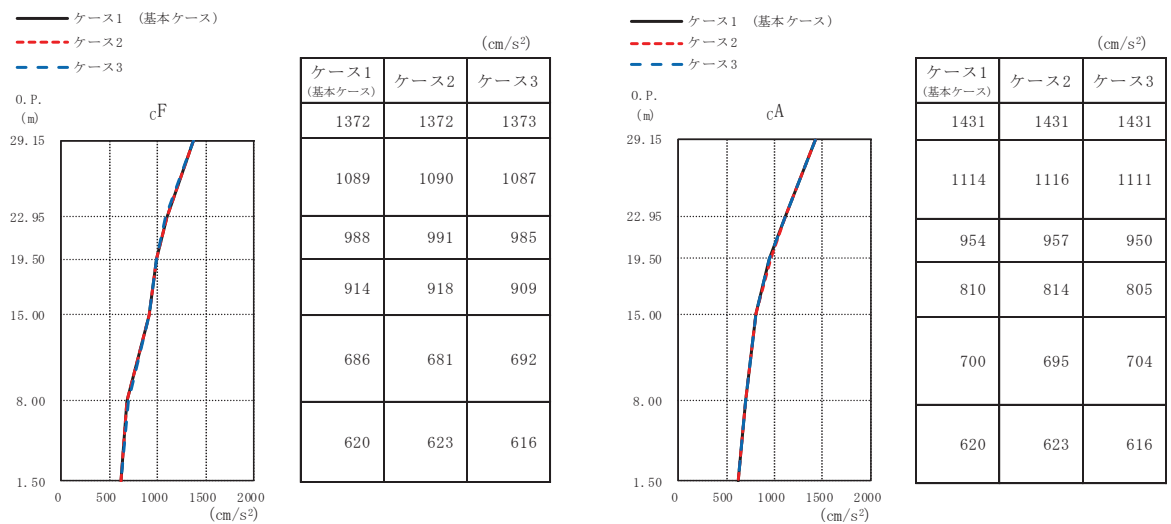 ケース1 (基本ケース)
ケース2
ケース3
(cm/s²)
O.P.
(m)
cF
29.15
22.95
19.50
15.00
8.00
1.50
0 500 1000 1500 2000
(cm/s²)
ケース1 ケース2 ケース3
(基本ケース)
1372 1372 1373
1089 1090 1087
988 991 985
914 918 909
686 681 692
620 623 616
ケース1 (基本ケース)
ケース2
ケース3
(cm/s²)
O.P.
(m)
cA
29.15
22.95
19.50
15.00
8.00
1.50
0 500 1000 1500 2000
(cm/s²)
ケース1 ケース2 ケース3
(基本ケース)
1431 1431 1431
1114 1116 1111
954 957 950
810 814 805
700 695 704
620 623 616